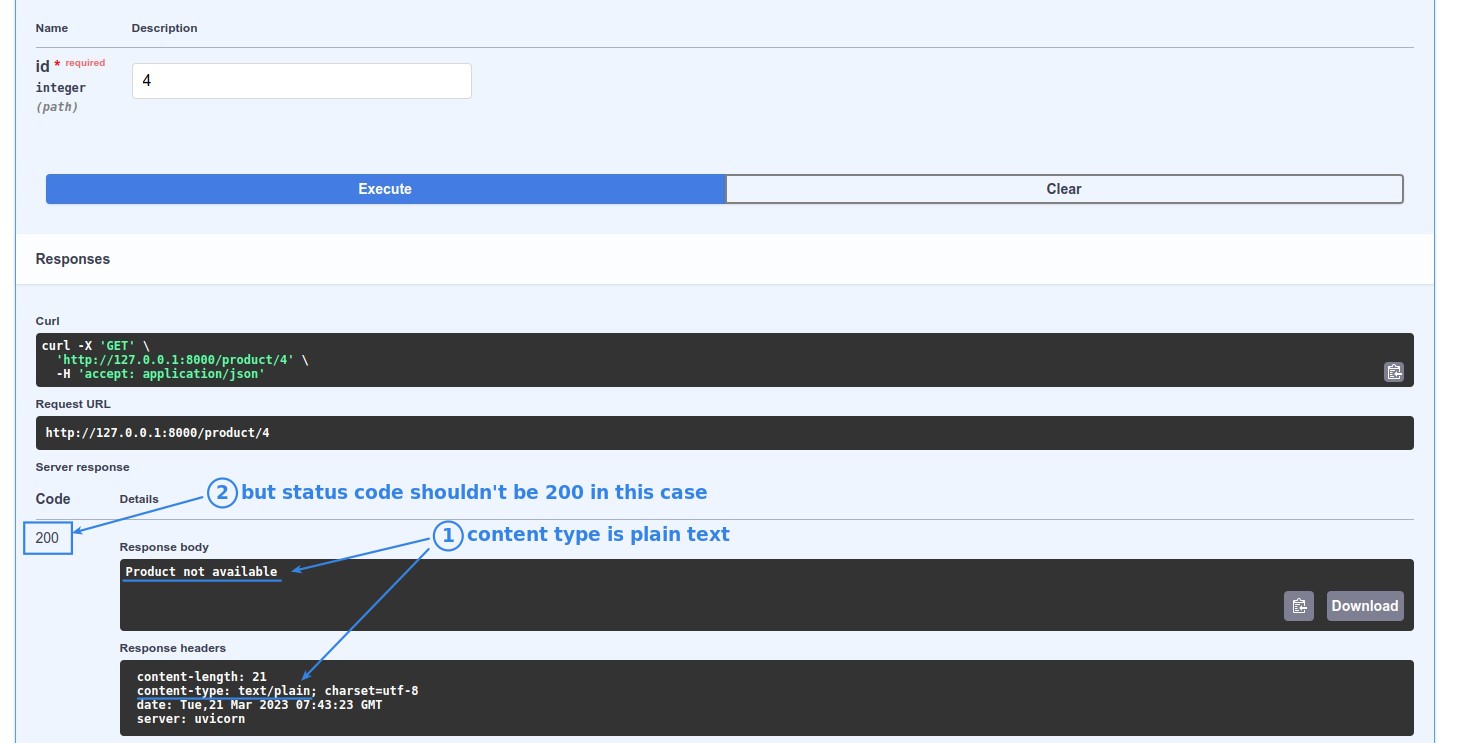 Name Description
id * required
integer
(path)
4
Execute Clear
Responses
Curl
curl -X 'GET' \
'http://127.0.0.1:8000/product/4' \
-H 'accept: application/json'
Request URL
http://127.0.0.1:8000/product/4
Server response
Code Details
2 but status code shouldn't be 200 in this case
200
1 content type is plain text
Response body
Product not available
Download
Response headers
content-length: 21
content-type: text/plain; charset=utf-8
date: Tue,21 Mar 2023 07:43:23 GMT
server: uvicorn